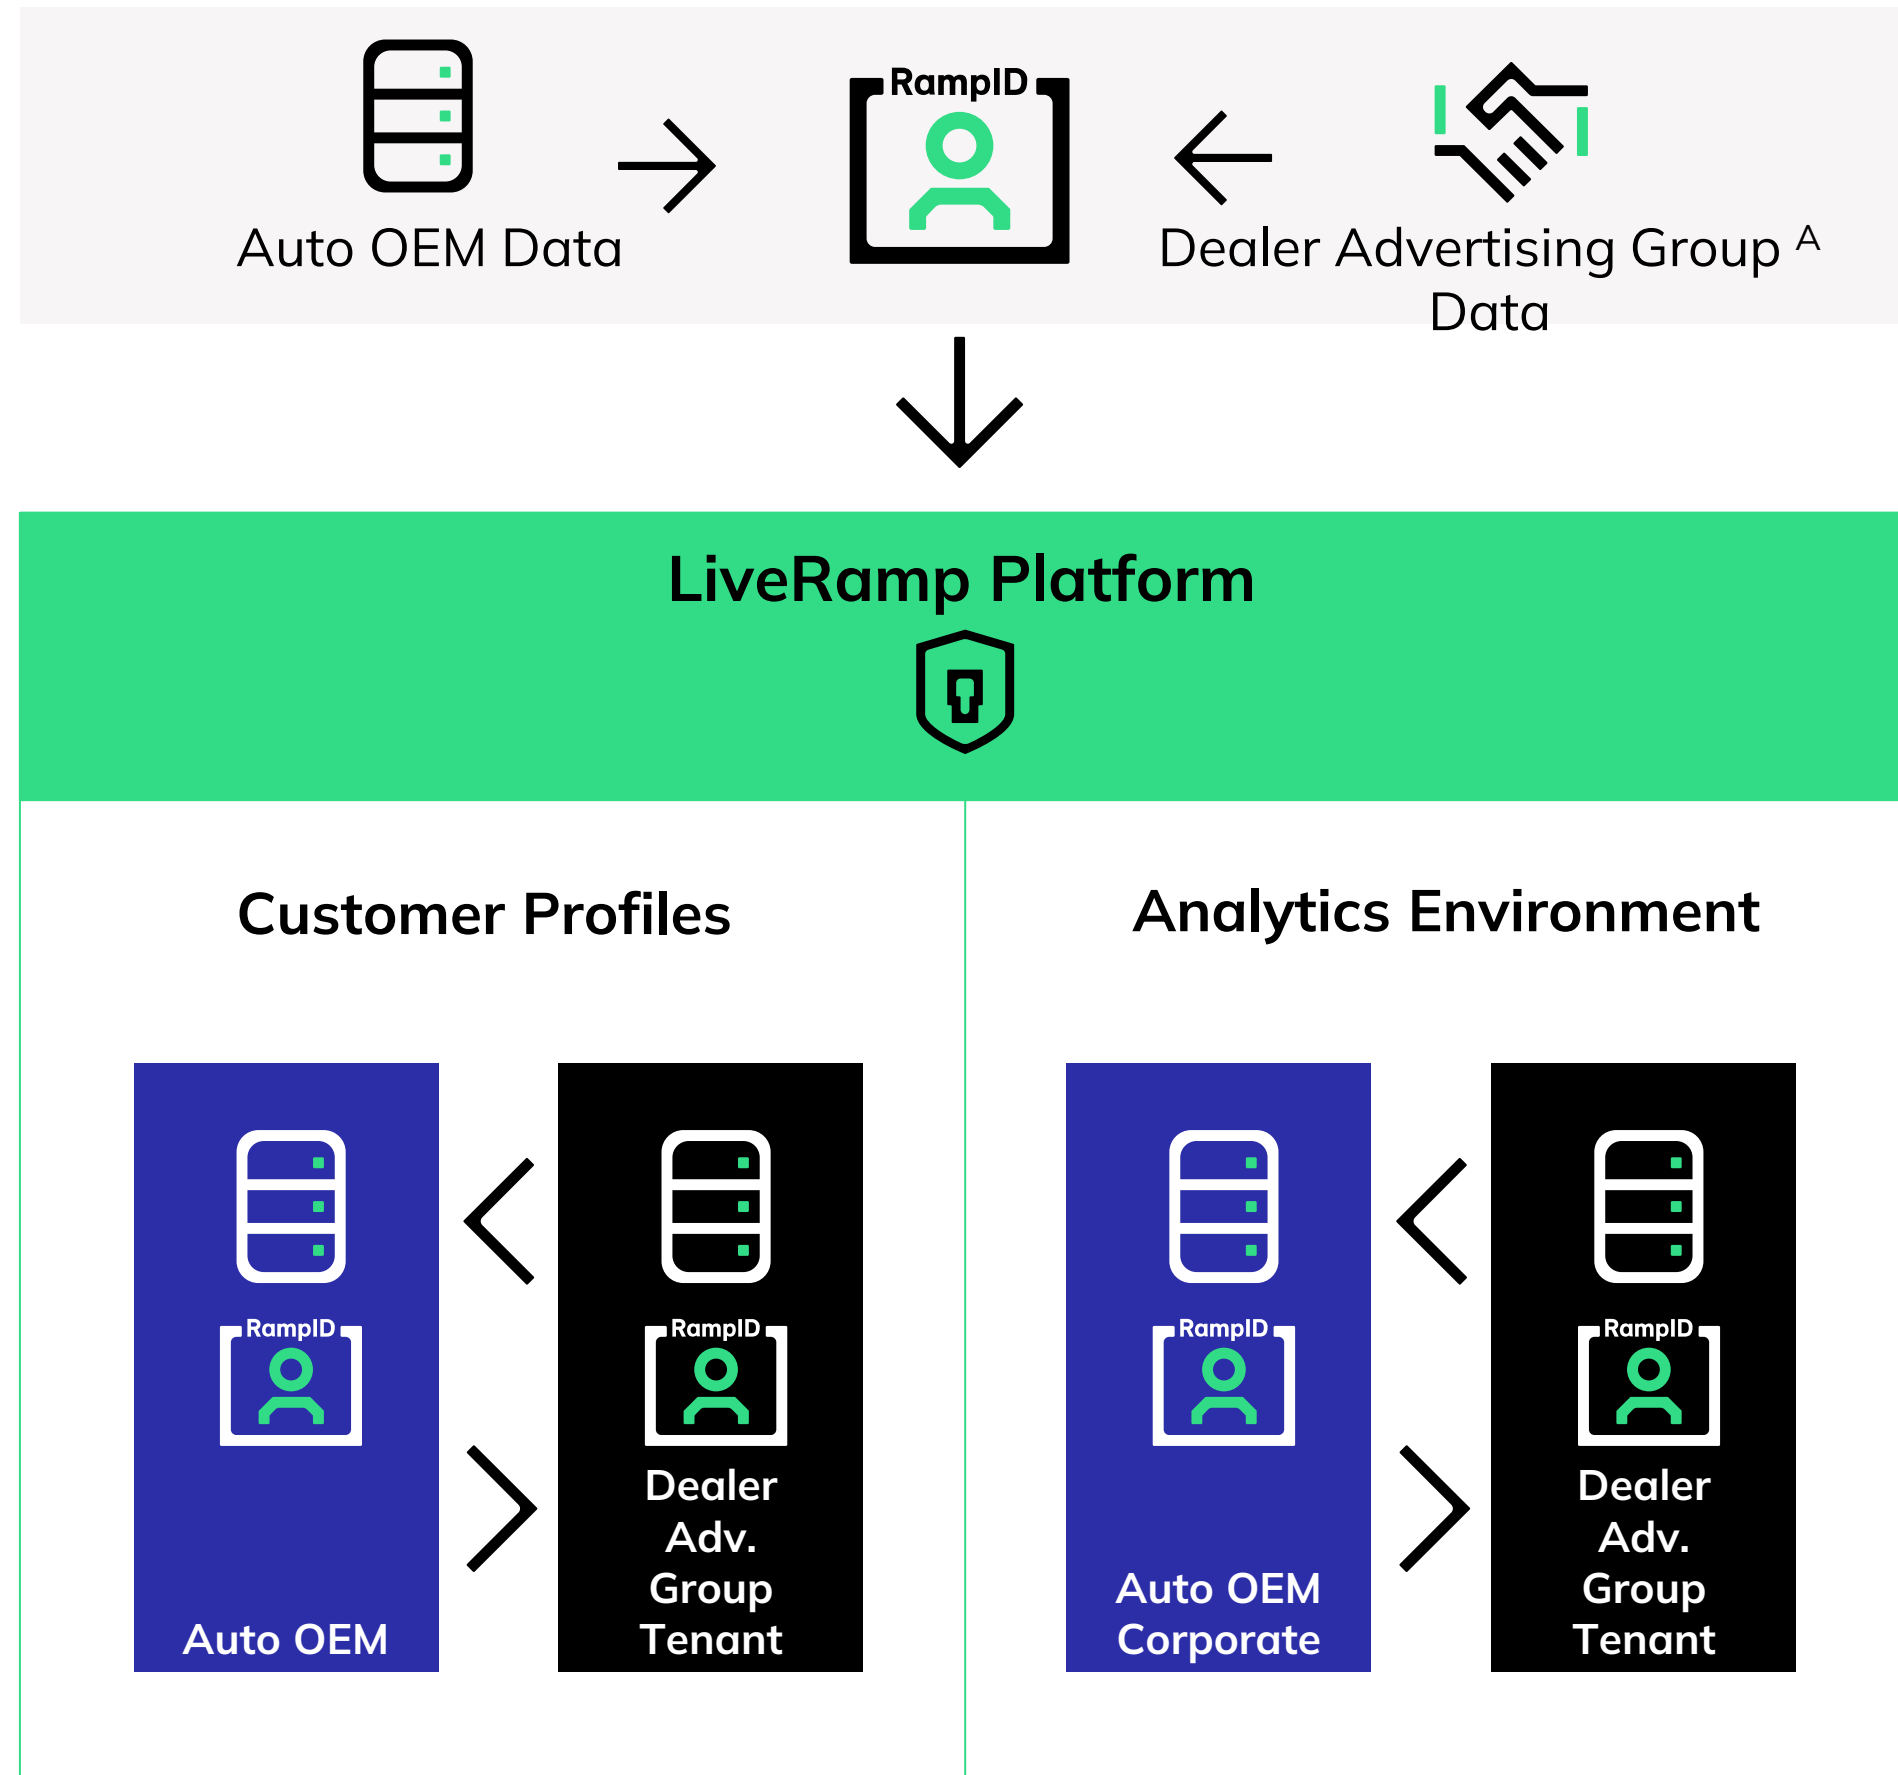 RampID
Auto OEM Data
Dealer Advertising Group A
Data
LiveRamp Platform
Customer Profiles
Analytics Environment
RampID
Auto OEM
RampID
Dealer
Adv.
Group
Tenant
RampID
Auto OEM
Corporate
RampID
Dealer
Adv.
Group
Tenant